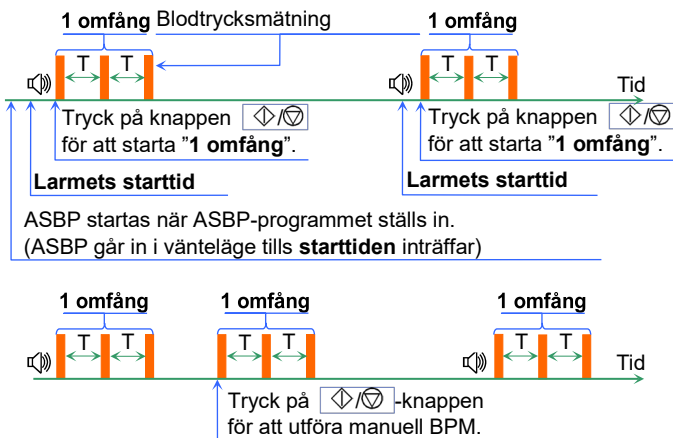 1 omfång Blodtrycksmätning 1 omfång
T T T T Tid
Tryck på knappen / Tryck på knappen /
för att starta "1 omfång". för att starta "1 omfång".
Larmets starttid Larmets starttid
ASBP startas när ASBP-programmet ställs in.
(ASBP går in i vänteläge tills starttiden inträffar)
1 omfång 1 omfång 1 omfång
T T T T T T Tid
Tryck på / -knappen
för att utföra manuell BPM.